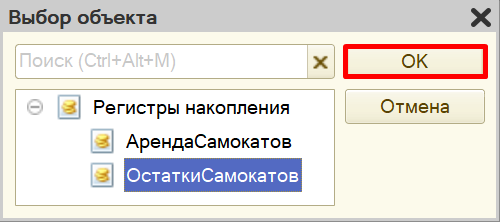 Выбор объекта
Поиск (Ctrl+Alt+M)
OK
Регистры накопления
Отмена
АрендаСамокатов
ОстаткиСамокатов